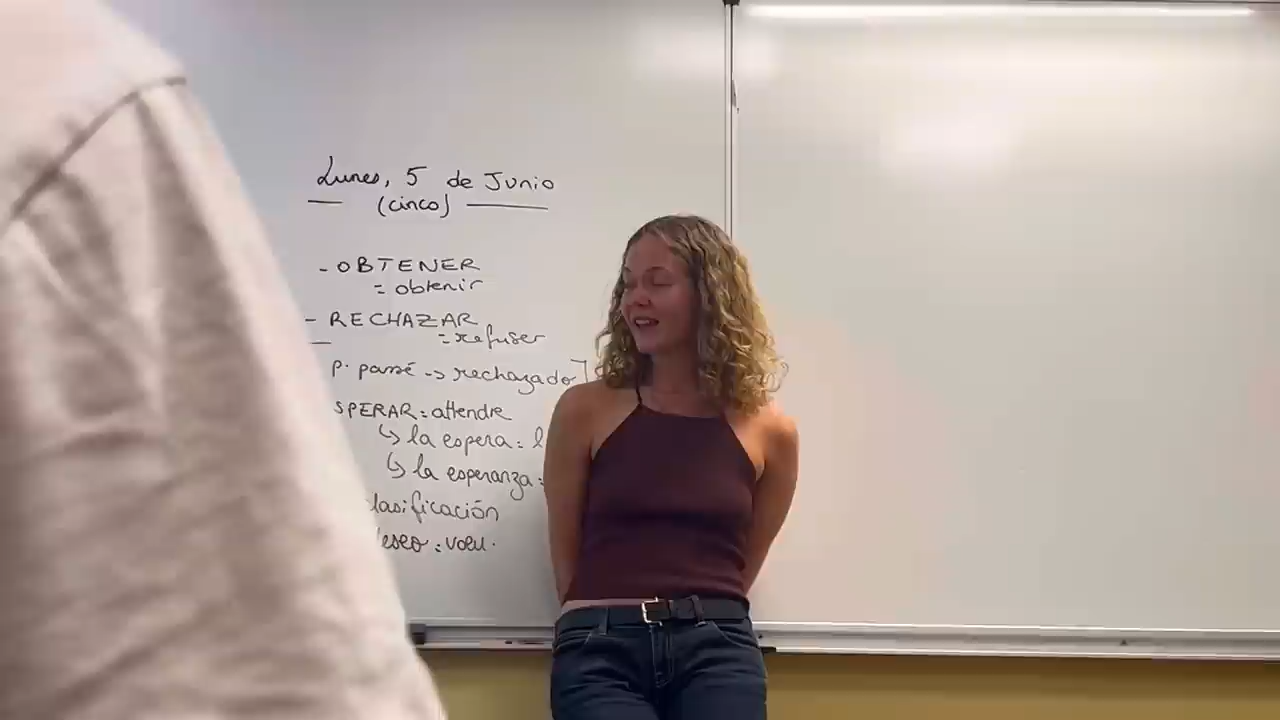 Lunes, 5 de Junio
(cinco)
- OBTENER
= obtenir
- RECHAZAR
= refuser
p. passé -> rechazado]
SPERAR = attendre
↳ la espera = l
↳ la esperanza =
lasificación
eseo = voeu.